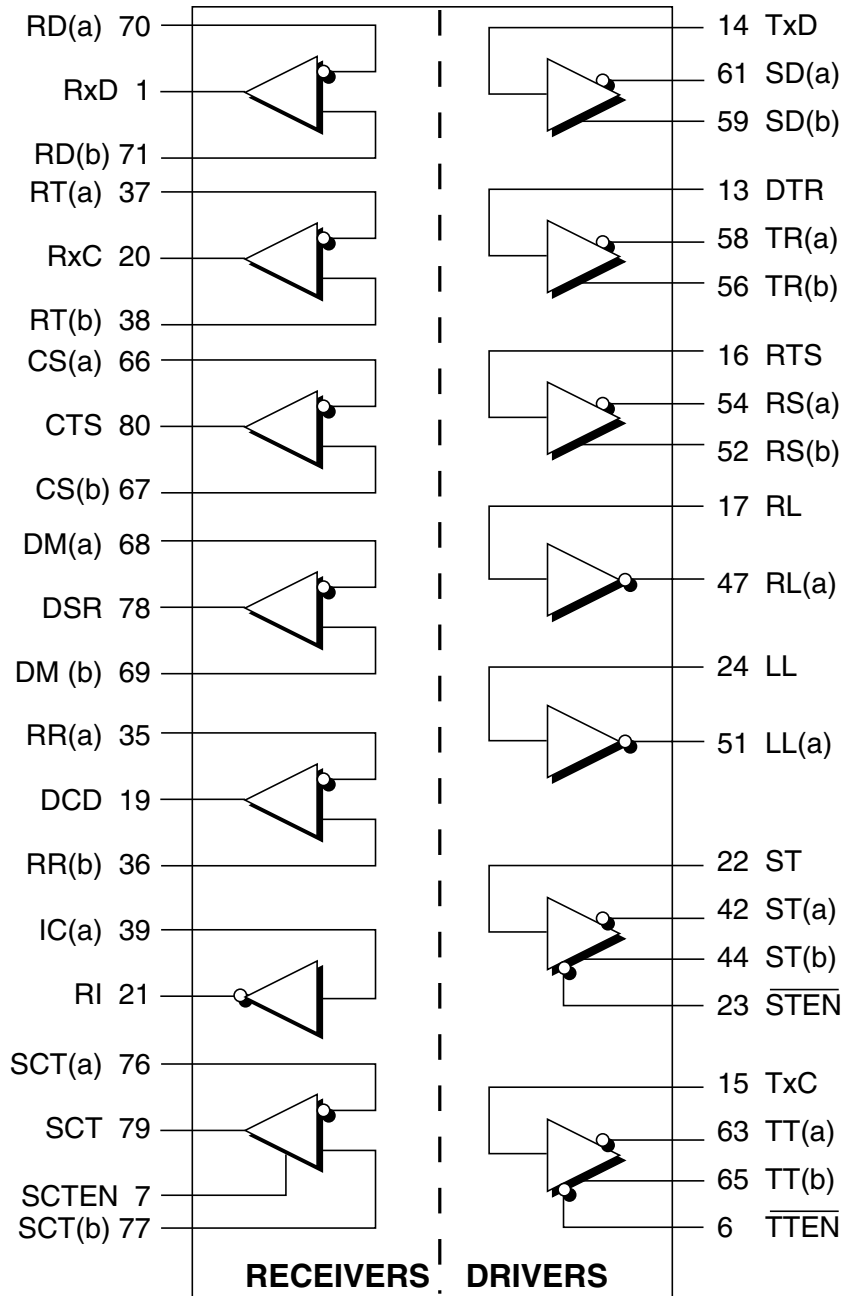 RD(a) 70
RxD 1
RD(b) 71
RT(a) 37
RxC 20
RT(b) 38
CS(a) 66
CTS 80
CS(b) 67
DM(a) 68
DSR 78
DM (b) 69
RR(a) 35
DCD 19
RR(b) 36
IC(a) 39
RI 21
SCT(a) 76
SCT 79
SCTEN 7
SCT(b) 77
14 TxD
61 SD(a)
59 SD(b)
13 DTR
58 TR(a)
56 TR(b)
16 RTS
54 RS(a)
52 RS(b)
17 RL
47 RL(a)
24 LL
51 LL(a)
22 ST
42 ST(a)
44 ST(b)
23 S̅T̅E̅N̅
15 TxC
63 TT(a)
65 TT(b)
6 T̅T̅E̅N̅
RECEIVERS
DRIVERS